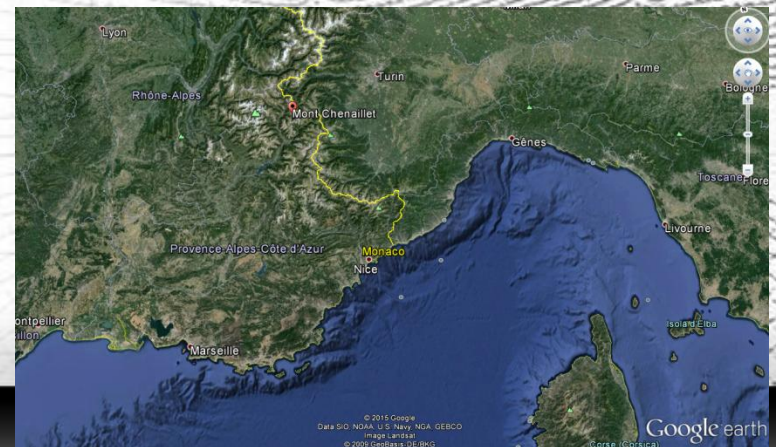 Lyon
Turin
Parme
Bologne
Rhône-Alpes
Mont Chenaillet
Gênes
Toscane
Flore
Livourne
Provence-Alpes-Côte d'Azur
Monaco
Nice
ontpellier
sillon
Marseille
Isola d'Elba
© 2015 Google
Data SIO, NOAA, U.S. Navy, NGA, GEBCO
Image Landsat
© 2009 GeoBasis-DE/BKG
Corse (Corsica)
Google earth